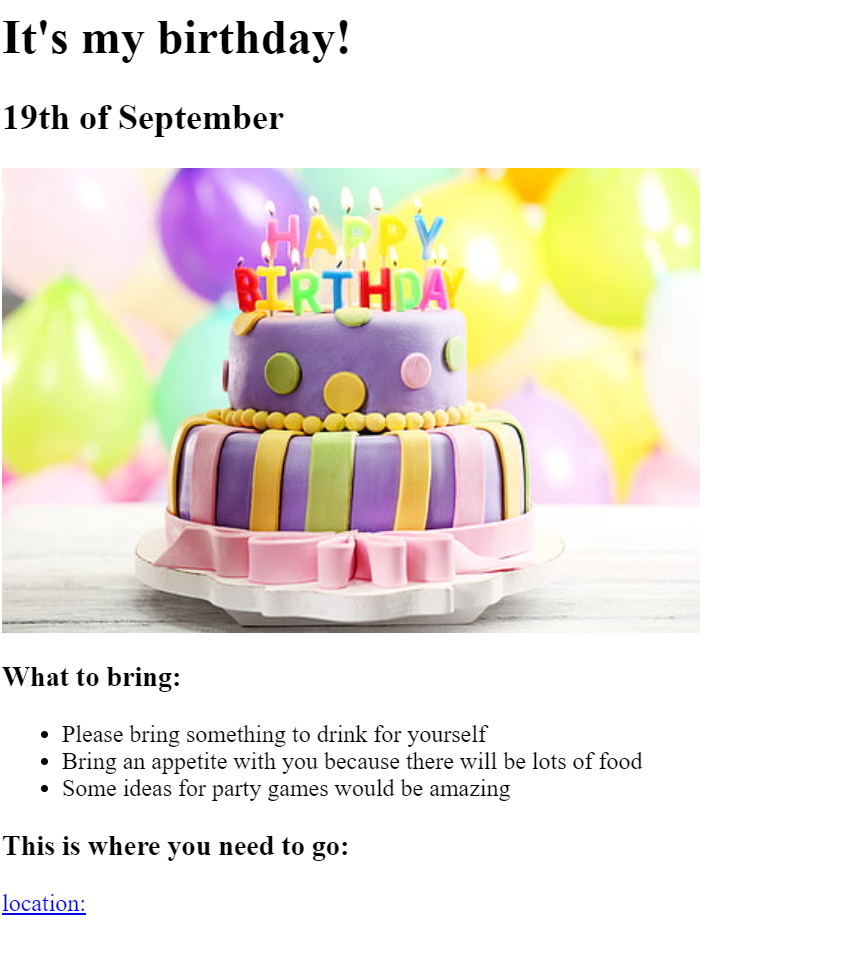 It's my birthday!
19th of September
HAPPY
BIRTHDAY
What to bring:
Please bring something to drink for yourself
Bring an appetite with you because there will be lots of food
Some ideas for party games would be amazing
This is where you need to go:
location: